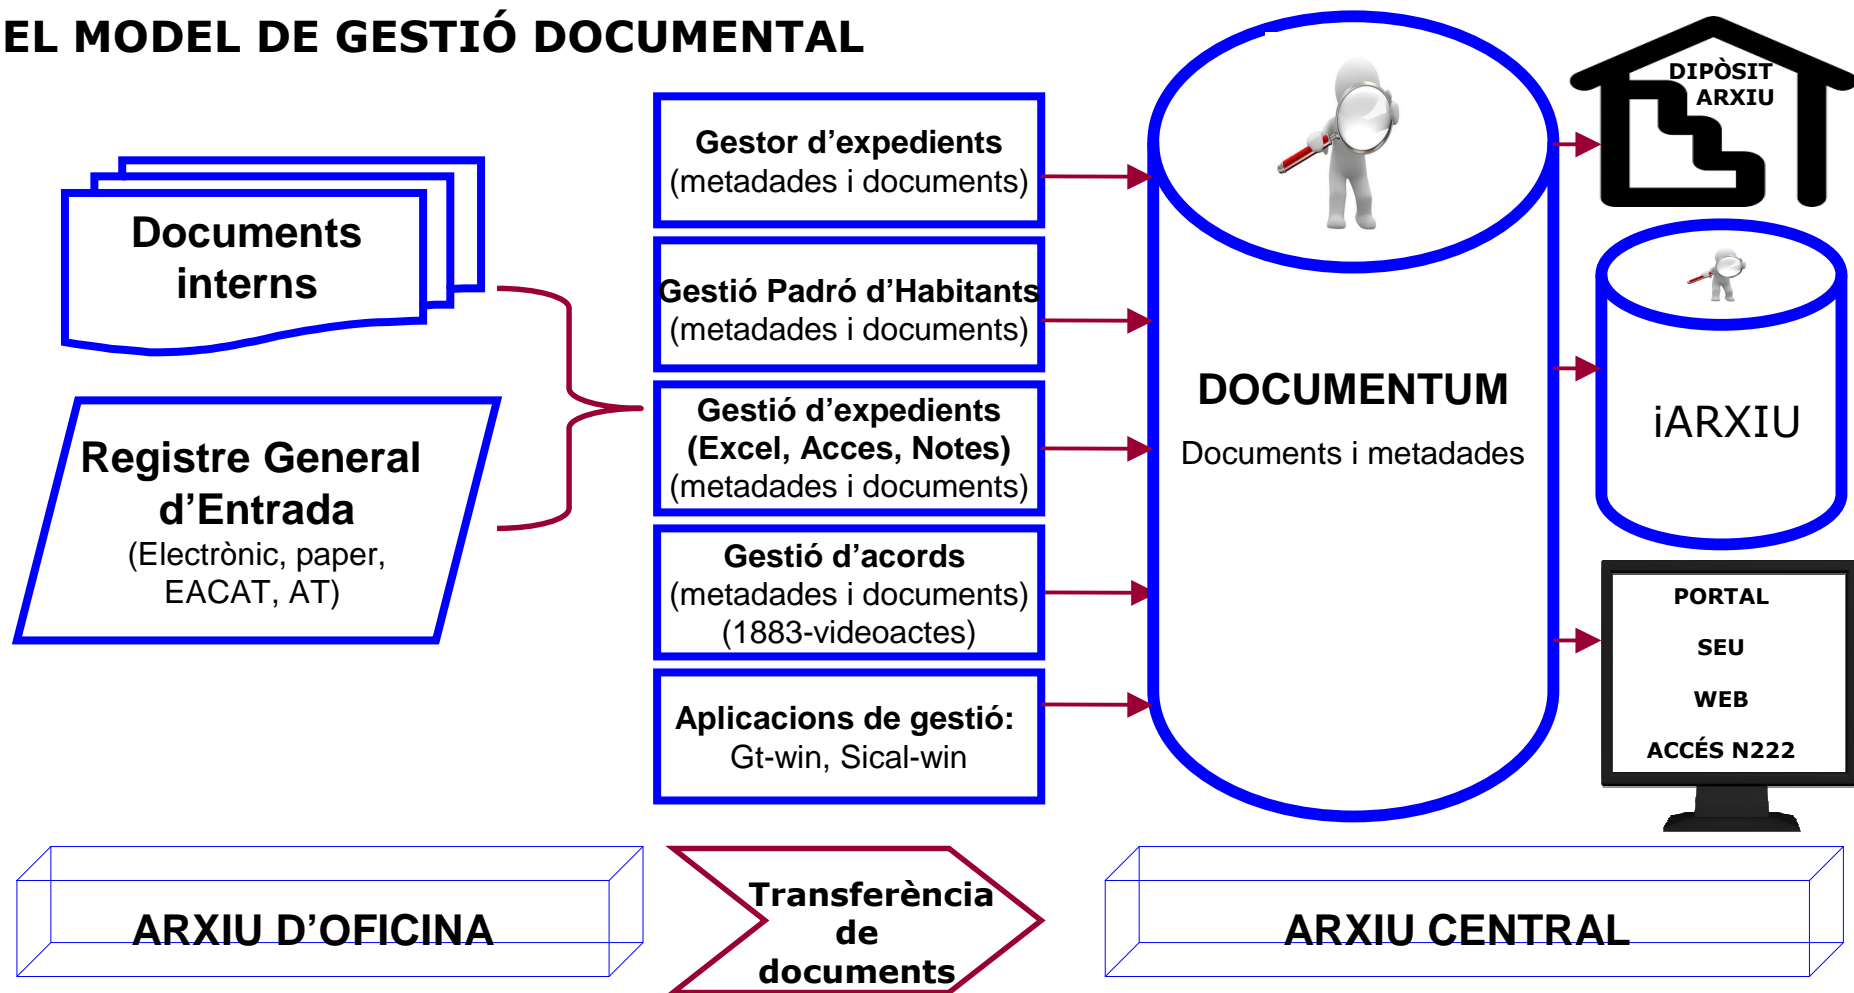 EL MODEL DE GESTIÓ DOCUMENTAL
Documents
interns
Registre General
d’Entrada
(Electrònic, paper,
EACAT, AT)
Gestor d’expedients
(metadades i documents)
Gestió Padró d’Habitants
(metadades i documents)
Gestió d’expedients
(Excel, Acces, Notes)
(metadades i documents)
Gestió d’acords
(metadades i documents)
(1883-videoactes)
Aplicacions de gestió:
Gt-win, Sical-win
DOCUMENTUM
Documents i metadades
DIPÒSIT
ARXIU
iARXIU
PORTAL
SEU
WEB
ACCÉS N222
ARXIU D’OFICINA
Transferència
de
documents
ARXIU CENTRAL